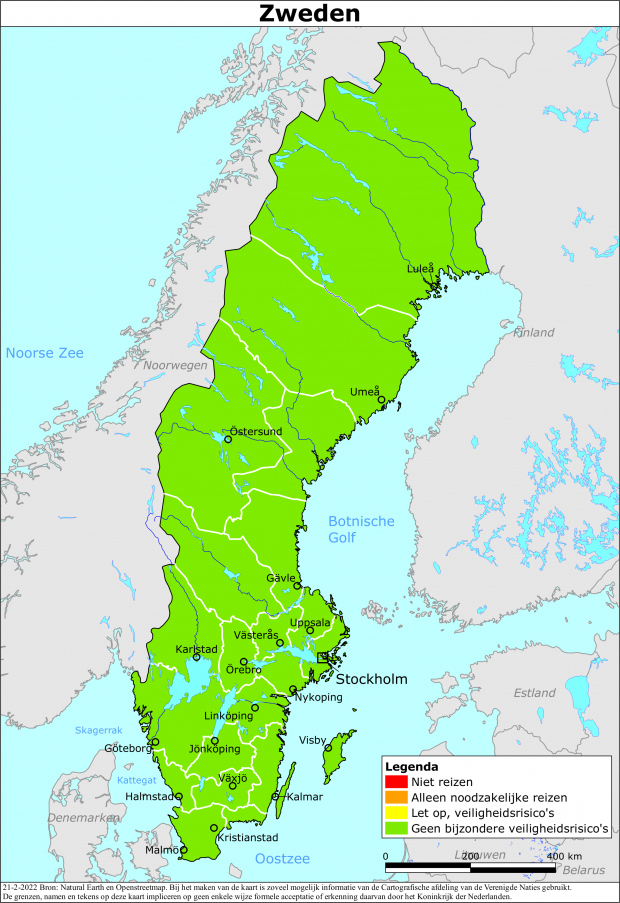 Zweden
Luleå
Finland
Noorse Zee
Noorwegen
Umeå
Östersund
Botnische
Golf
Gävle
Uppsala
Västerås
Karlstad
Örebro
Stockholm
Estland
Nykoping
Linköping
Skagerrak
Göteborg
Jönköping
Visby
Kattegat
Växjö
Halmstad
Kalmar
Denemarken
Kristianstad
Malmö
Oostzee
Legenda
Niet reizen
Alleen noodzakelijke reizen
Let op, veiligheidsrisico's
Geen bijzondere veiligheidsrisico's
0 200 400 km
Litouwen
Belarus
21-2-2022 Bron: Natural Earth en Openstreetmap. Bij het maken van de kaart is zoveel mogelijk informatie van de Cartografische afdeling van de Verenigde Naties gebruikt.
De grenzen, namen en tekens op deze kaart impliceren op geen enkele wijze formele acceptatie of erkenning daarvan door het Koninkrijk der Nederlanden.